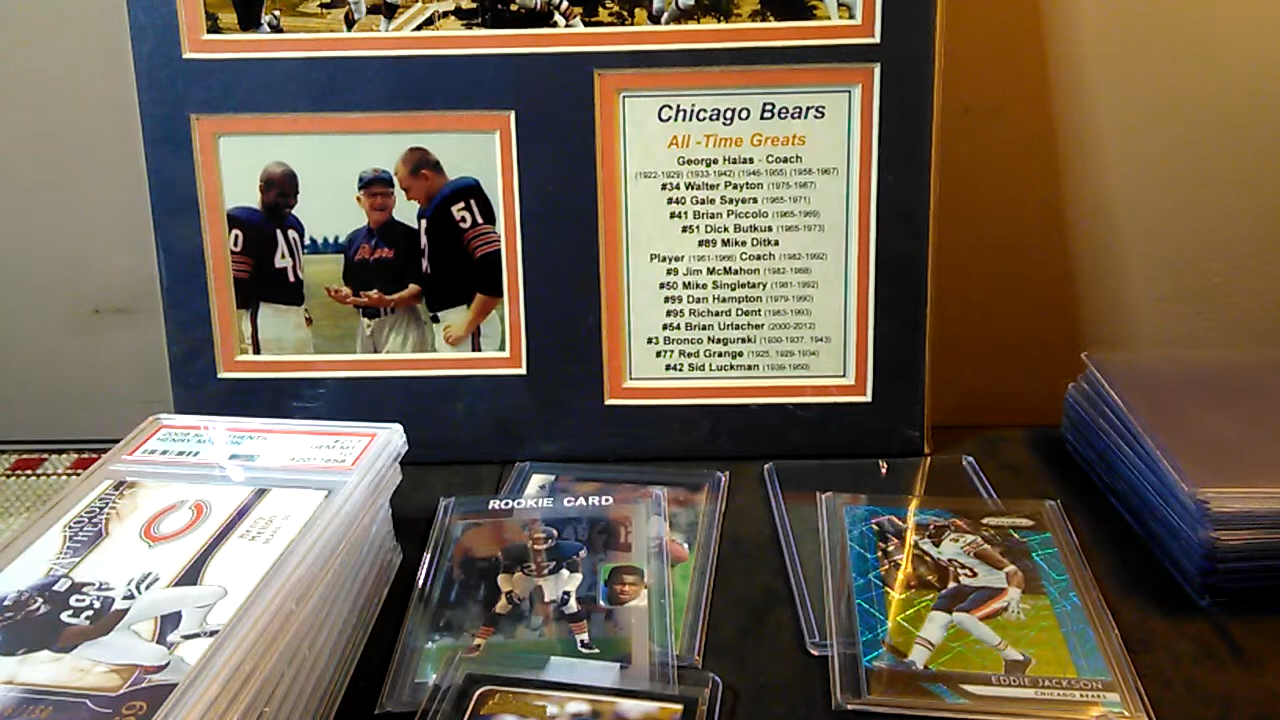 Chicago Bears
All -Time Greats
George Halas - Coach
(1922-1929) (1933-1942) (1946-1955) (1958-1967)
#34 Walter Payton (1975-1987)
#40 Gale Sayers (1965-1971)
#41 Brian Piccolo (1965-1969)
#51 Dick Butkus (1965-1973)
#89 Mike Ditka
Player (1961-1966) Coach (1982-1992)
#9 Jim McMahon (1982-1988)
#50 Mike Singletary (1981-1992)
#99 Dan Hampton (1979-1990)
#95 Richard Dent (1983-1993)
#54 Brian Urlacher (2000-2012)
#3 Bronco Nagurski (1930-1937, 1943)
#77 Red Grange (1925, 1929-1934)
#42 Sid Luckman (1939-1950)
40
Bears
51
GEM MT
10
ROOKIE CARD
69
EDDIE JACKSON
CHICAGO BEARS